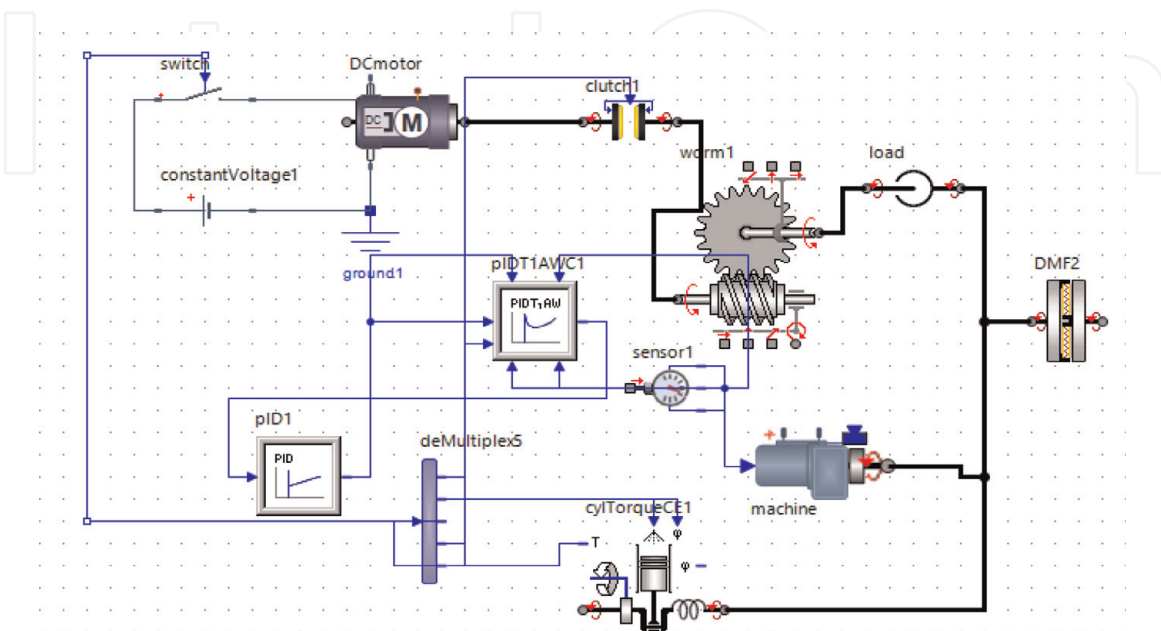 switch
DCmotor
DC
M
clutch1
constantVoltage1
worm1
load
ground1
pIDT1AWC1
PIDT₁AW
DMF2
sensor1
pID1
PID
deMultiplex5
machine
cylTorqueCE1
T
φ
φ